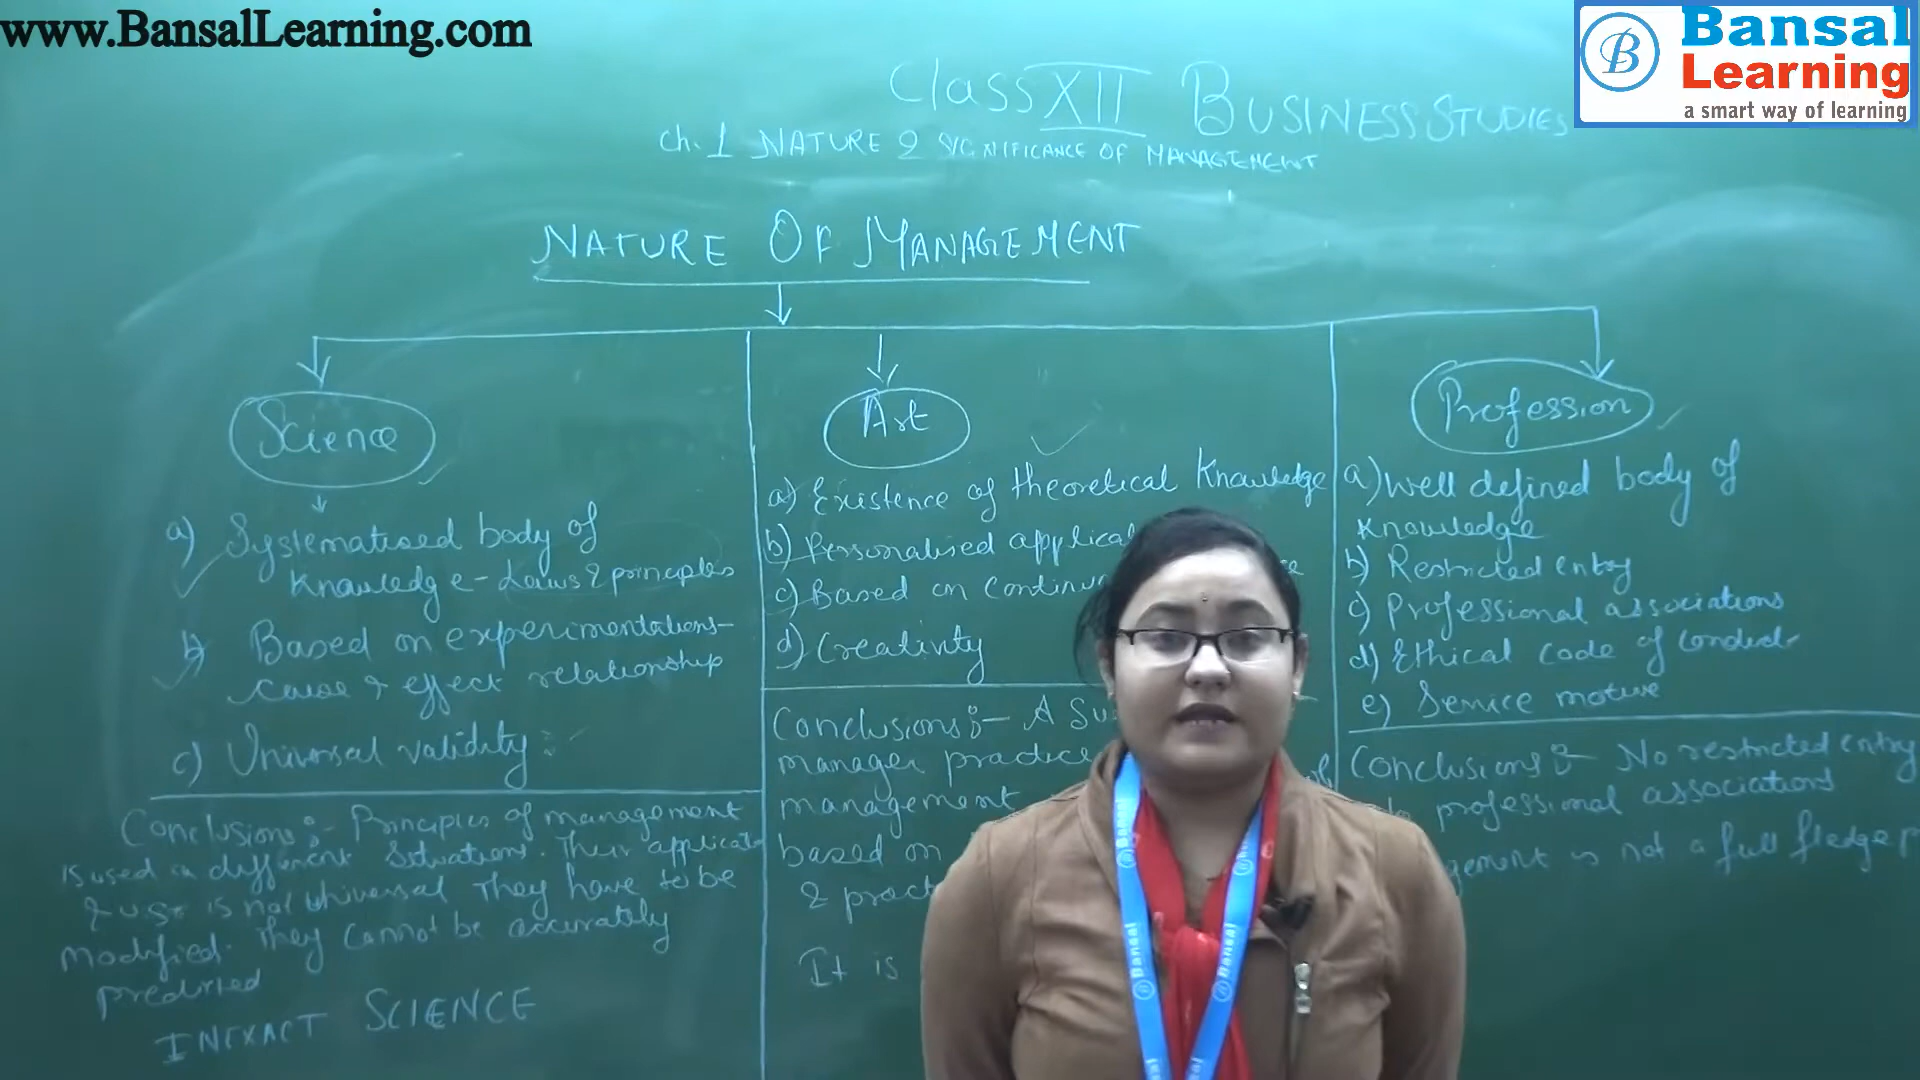 www.BansalLearning.com
Bansal
Learning
a smart way of learning
Class XII BUSINESS STUDIES
Ch. 1 NATURE & SIGNIFICANCE OF MANAGEMENT
NATURE OF MANAGEMENT
Science
a) Systematised body of
Knowledge - Laws & principles
b) Based on experimentations -
cause & effect relationship
c) Universal validity :-
Conclusions :- Principles of management
is used in different situations. Their applicat
& use is not universal They have to be
modified. They cannot be accurately
predicted
INEXACT SCIENCE
Art
a) Existence of theoretical Knowledge
b) Personalised applica
c) Based on continu
d) Creativity
Conclusions :- A Su
manager practice
management of
based on
& pract
It is
Profession
a) Well defined body of
Knowledge
b) Restricted entry
c) Professional associations
d) Ethical code of conduct
e) Service motive
Conclusions :- No restricted entry
professional associations
gement is not a full fledge p
Bansal
Bansal
Bansal